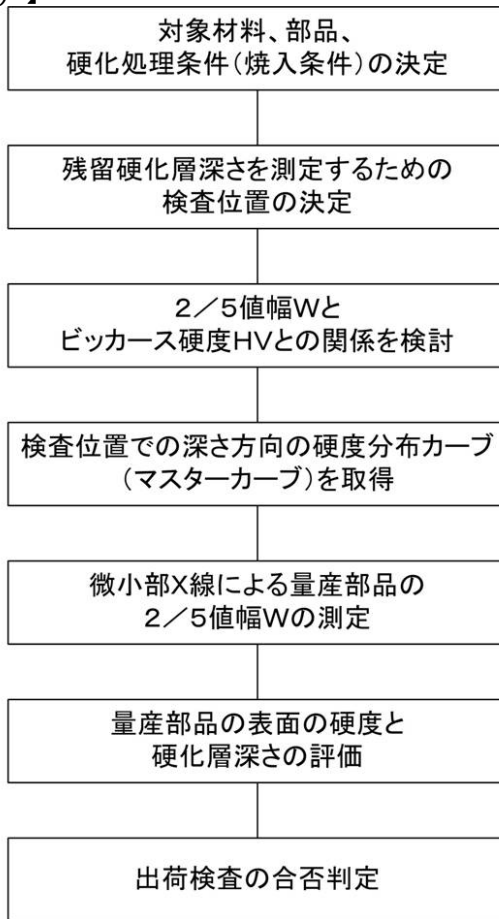 対象材料、部品、
硬化処理条件(焼入条件)の決定
残留硬化層深さを測定するための
検査位置の決定
2/5値幅Wと
ビッカース硬度HVとの関係を検討
検査位置での深さ方向の硬度分布カーブ
(マスターカーブ)を取得
微小部X線による量産部品の
2/5値幅Wの測定
量産部品の表面の硬度と
硬化層深さの評価
出荷検査の合否判定